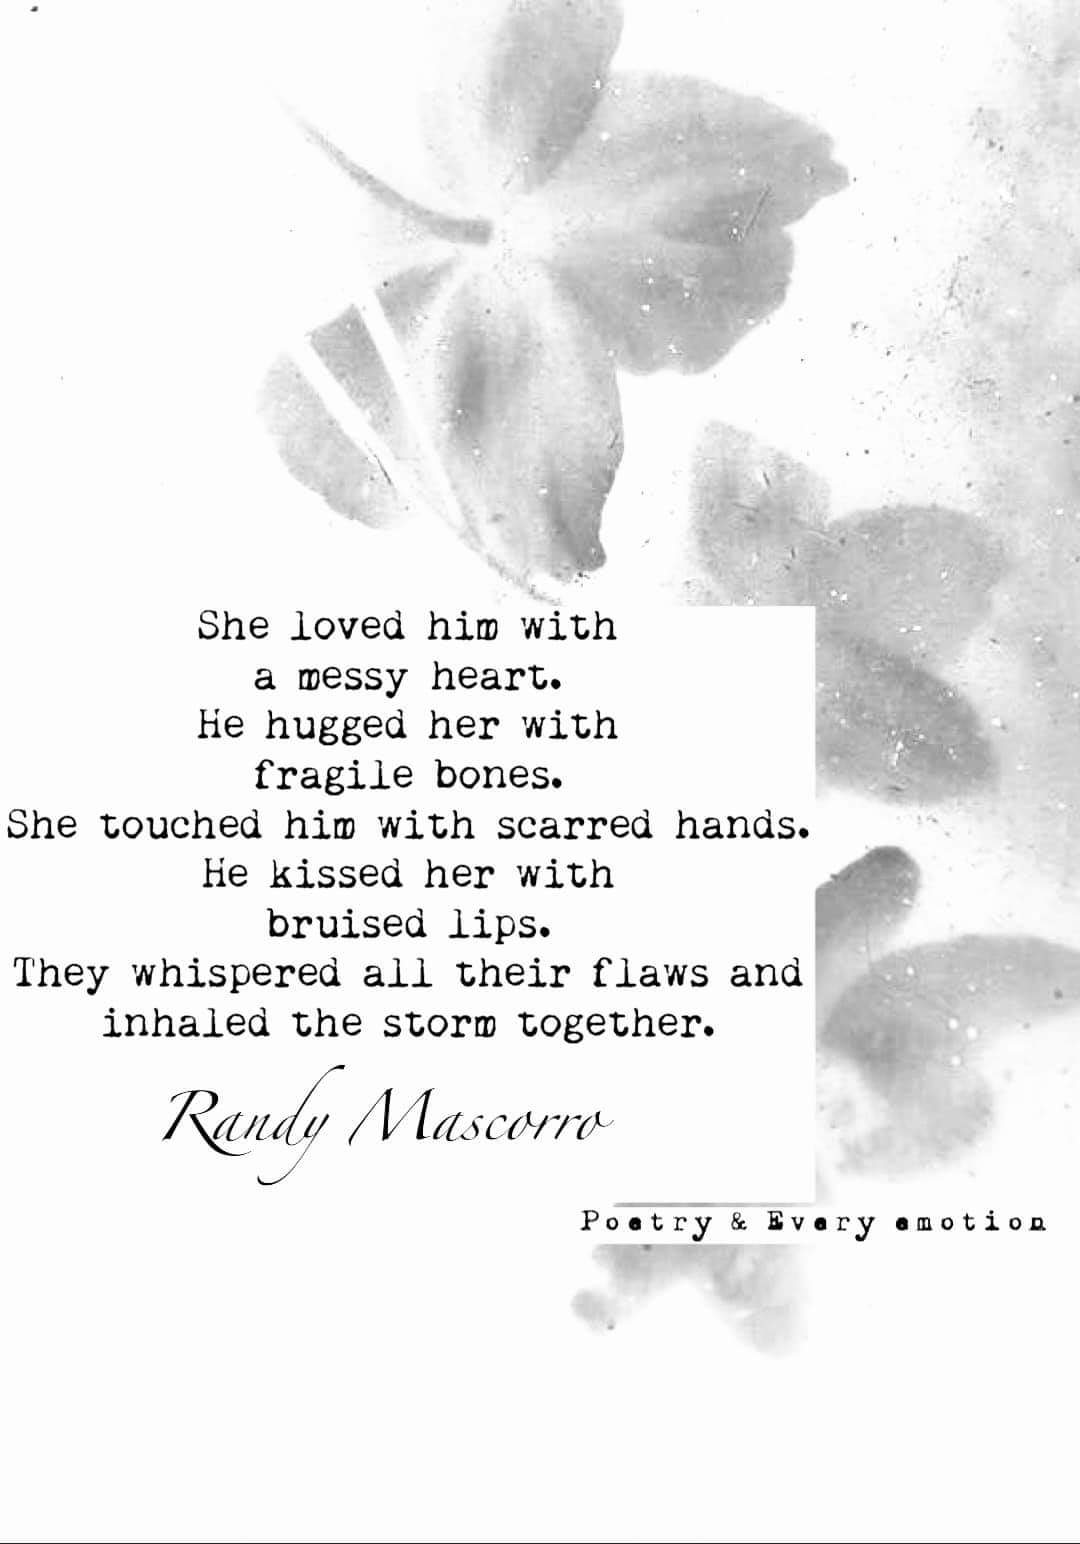 She loved him with
a messy heart.
He hugged her with
fragile bones.
She touched him with scarred hands.
He kissed her with
bruised lips.
They whispered all their flaws and
inhaled the storm together.
Randy Mascorro
Poetry & Every emotion